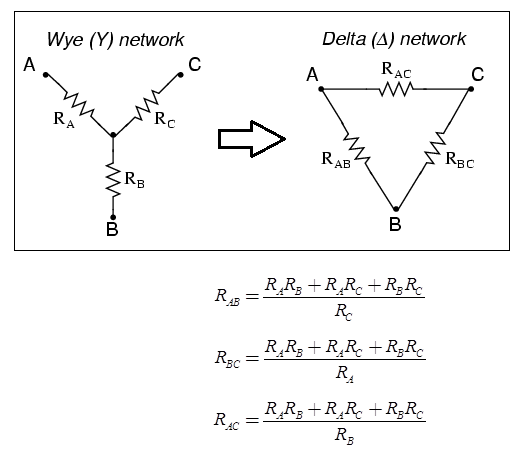 Wye (Y) network
Delta (Δ) network
A
C
R_A
R_C
R_B
B
A
R_AC
C
R_AB
R_BC
B
R_AB = (R_A R_B + R_A R_C + R_B R_C) / R_C
R_BC = (R_A R_B + R_A R_C + R_B R_C) / R_A
R_AC = (R_A R_B + R_A R_C + R_B R_C) / R_B